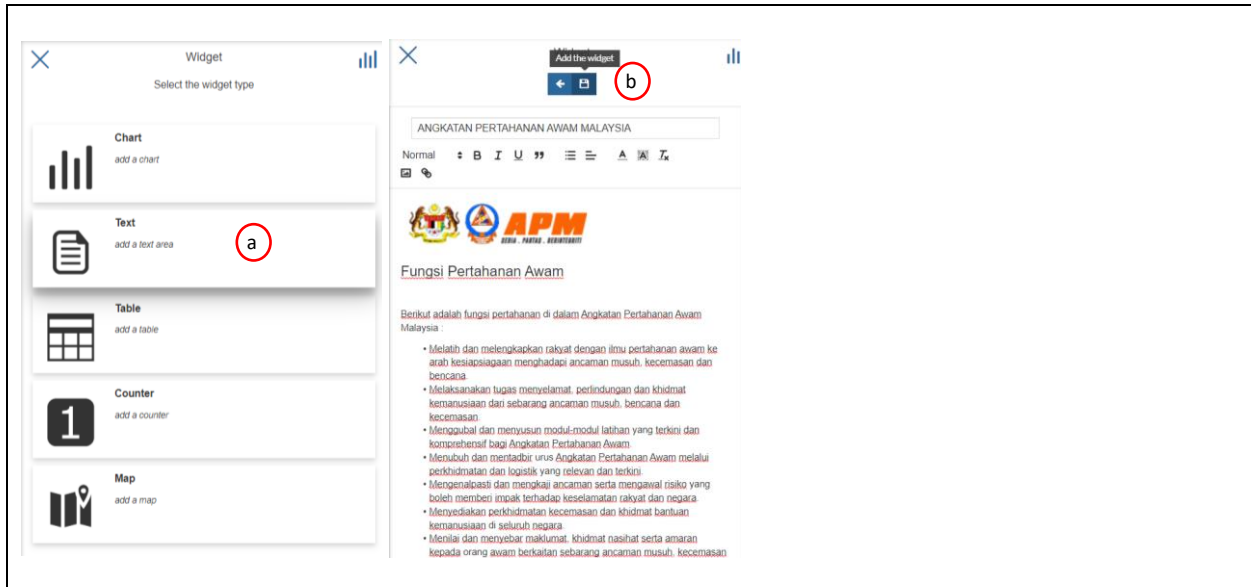 Widget
Select the widget type
Chart
add a chart
Text
add a text area
a
Table
add a table
Counter
add a counter
1
Map
add a map
Add the widget
b
ANGKATAN PERTAHANAN AWAM MALAYSIA
Normal B I U
A A Tx
APM
SEDIA . PANTAS . BERINTEGRITI
Fungsi Pertahanan Awam
Berikut adalah fungsi pertahanan di dalam Angkatan Pertahanan Awam
Malaysia :
• Melatih dan melengkapkan rakyat dengan ilmu pertahanan awam ke
arah kesiapsiagaan menghadapi ancaman musuh, kecemasan dan
bencana.
• Melaksanakan tugas menyelamat, perlindungan dan khidmat
kemanusiaan dari sebarang ancaman musuh, bencana dan
kecemasan.
• Menggubal dan menyusun modul-modul latihan yang terkini dan
komprehensif bagi Angkatan Pertahanan Awam.
• Menubuh dan mentadbir urus Angkatan Pertahanan Awam melalui
perkhidmatan dan logistik yang relevan dan terkini.
• Mengenalpasti dan mengkaji ancaman serta mengawal risiko yang
boleh memberi impak terhadap keselamatan rakyat dan negara.
• Menyediakan perkhidmatan kecemasan dan khidmat bantuan
kemanusiaan di seluruh negara.
• Menilai dan menyebar maklumat, khidmat nasihat serta amaran
kepada orang awam berkaitan sebarang ancaman musuh, kecemasan